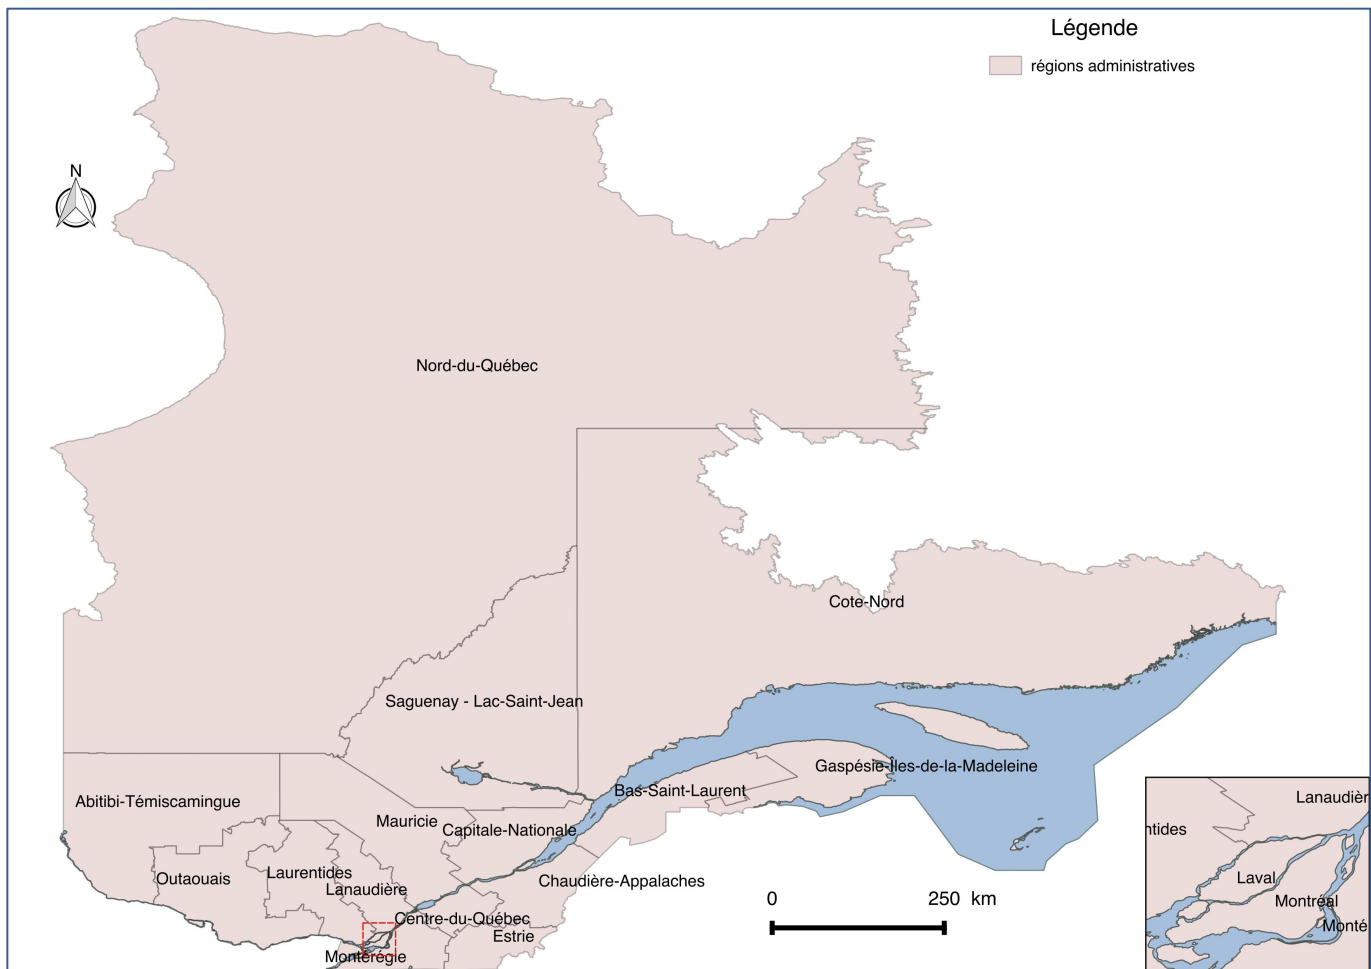 Légende
régions administratives
N
Nord-du-Québec
Cote-Nord
Saguenay - Lac-Saint-Jean
Gaspésie-Iles-de-la-Madeleine
Bas-Saint-Laurent
Abitibi-Témiscamingue
Mauricie
Capitale-Nationale
Outaouais
Laurentides
Lanaudière
Chaudière-Appalaches
Centre-du-Québec
Estrie
Montérégie
0 250 km
Lanaudièr
ntides
Laval
Montréal
Monté